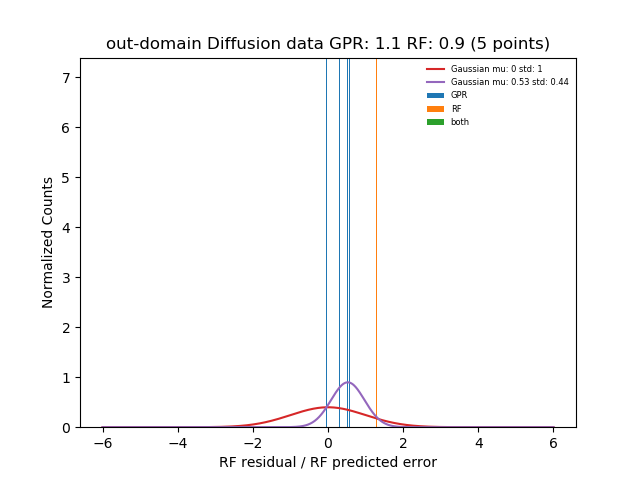 out-domain Diffusion data GPR: 1.1 RF: 0.9 (5 points)
Gaussian mu: 0 std: 1
Gaussian mu: 0.53 std: 0.44
GPR
RF
both
Normalized Counts
7
6
5
4
3
2
1
0
−6 −4 −2 0 2 4 6
RF residual / RF predicted error